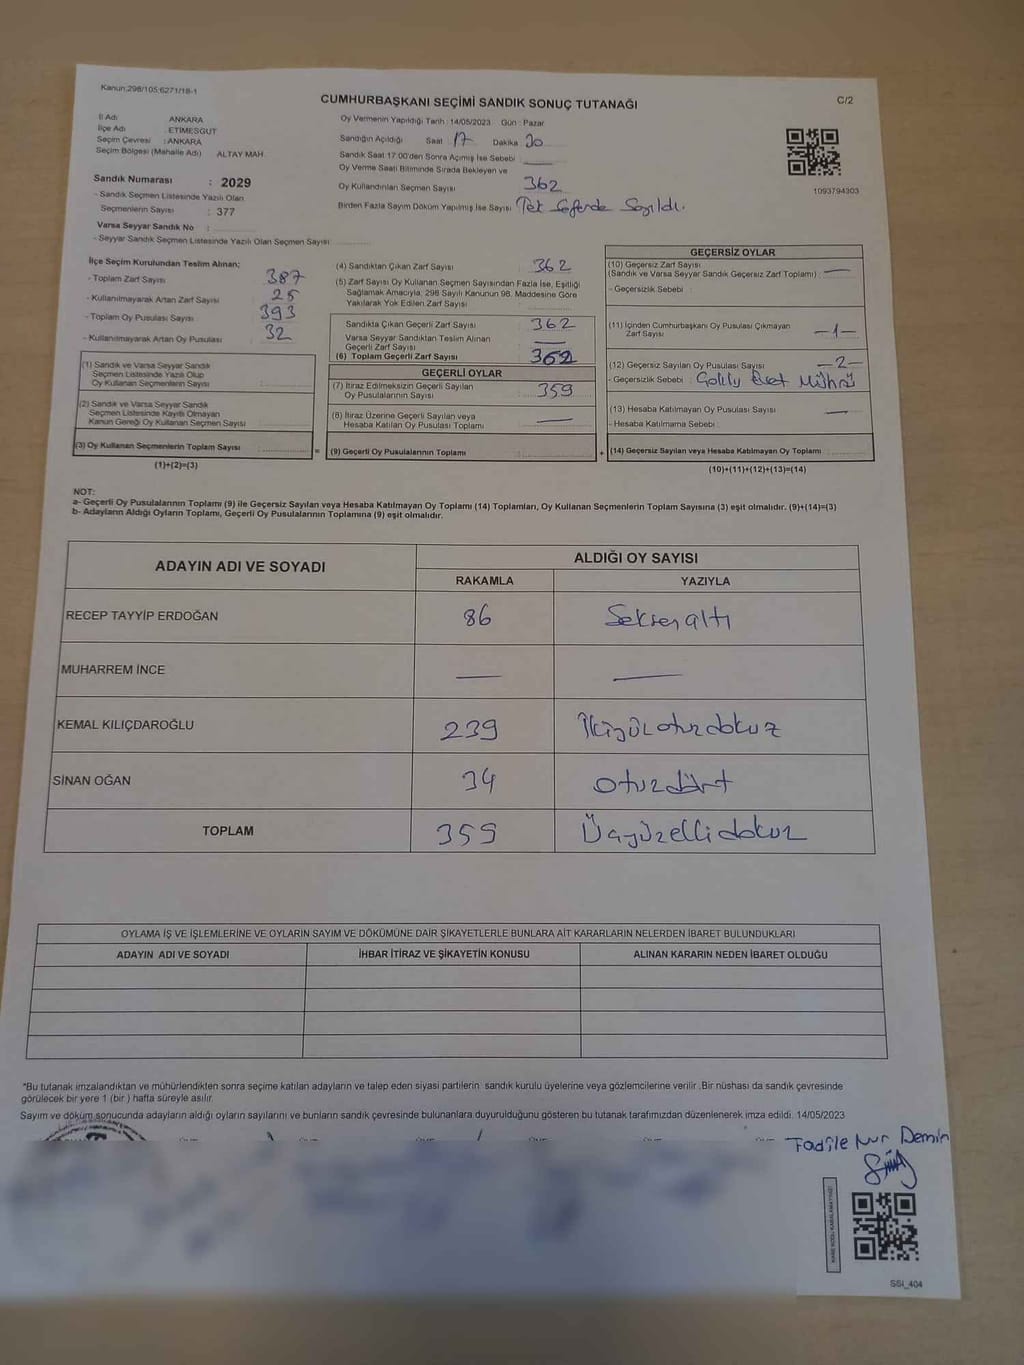 Kanun:298/105;6271/18-1
CUMHURBAŞKANI SEÇİMİ SANDIK SONUÇ TUTANAĞI
C/2
İl Adı ANKARA
İlçe Adı : ETİMESGUT
Seçim Çevresi : ANKARA
Seçim Bölgesi (Mahalle Adı) ALTAY MAH.
Sandık Numarası : 2029
- Sandık Seçmen Listesinde Yazılı Olan
Seçmenlerin Sayısı : 377
Varsa Seyyar Sandık No :
- Seyyar Sandık Seçmen Listesinde Yazılı Olan Seçmen Sayısı :
Oy Vermenin Yapıldığı Tarih : 14/05/2023 Gün : Pazar
Sandığın Açıldığı Saat 17 Dakika 30
Sandık Saat 17:00'den Sonra Açımış İse Sebebi
Oy Verme Saati Bitiminde Sırada Bekleyen ve
Oy Kullandırılan Seçmen Sayısı 362
Birden Fazla Sayım Döküm Yapılmış İse Sayısı Tek Seferde Sayıldı.
1093794303
İlçe Seçim Kurulundan Teslim Alınan;
- Toplam Zarf Sayısı 387
- Kullanılmayarak Artan Zarf Sayısı 25
- Toplam Oy Pusulası Sayısı 393
- Kullanılmayarak Artan Oy Pusulası 32
(1) Sandık ve Varsa Seyyar Sandık
Seçmen Listesinde Yazılı Olup
Oy Kullanan Seçmenlerin Sayısı :
(2) Sandık ve Varsa Seyyar Sandık
Seçmen Listesinde Kayıtlı Olmayan
Kanun Gereği Oy Kullanan Seçmen Sayısı :
(3) Oy Kullanan Seçmenlerin Toplam Sayısı :
(1)+(2)=(3)
=
(4) Sandıktan Çıkan Zarf Sayısı 362
(5) Zarf Sayısı Oy Kullanan Seçmen Sayısından Fazla İse, Eşitliği
Sağlamak Amacıyla, 298 Sayılı Kanunun 98. Maddesine Göre
Yakılarak Yok Edilen Zarf Sayısı :
Sandıkta Çıkan Geçerli Zarf Sayısı : 362
Varsa Seyyar Sandıktan Teslim Alınan
Geçerli Zarf Sayısı
(6) Toplam Geçerli Zarf Sayısı 362
GEÇERLİ OYLAR
(7) İtiraz Edilmeksizin Geçerli Sayılan
Oy Pusulalarının Sayısı : 359
(8) İtiraz Üzerine Geçerli Sayılan veya
Hesaba Katılan Oy Pusulası Toplamı :
(9) Geçerli Oy Pusulalarının Toplamı :
+
GEÇERSİZ OYLAR
(10) Geçersiz Zarf Sayısı
(Sandık ve Varsa Seyyar Sandık Geçersiz Zarf Toplamı) :
- Geçersizlik Sebebi :
(11) İçinden Cumhurbaşkanı Oy Pusulası Çıkmayan
Zarf Sayısı -1-
(12) Geçersiz Sayılan Oy Pusulası Sayısı -2-
- Geçersizlik Sebebi : Evet Mührü
(13) Hesaba Katılmayan Oy Pusulası Sayısı
- Hesaba Katılmama Sebebi :
(14) Geçersiz Sayılan veya Hesaba Katılmayan Oy Toplamı :
(10)+(11)+(12)+(13)=(14)
NOT:
a- Geçerli Oy Pusulalarının Toplamı (9) ile Geçersiz Sayılan veya Hesaba Katılmayan Oy Toplamı (14) Toplamları, Oy Kullanan Seçmenlerin Toplam Sayısına (3) eşit olmalıdır. (9)+(14)=(3)
b- Adayların Aldığı Oyların Toplamı, Geçerli Oy Pusulalarının Toplamına (9) eşit olmalıdır.
ADAYIN ADI VE SOYADI ALDIĞI OY SAYISI
RAKAMLA YAZIYLA
RECEP TAYYİP ERDOĞAN 86 Seksenaltı
MUHARREM İNCE — —
KEMAL KILIÇDAROĞLU 239 İkiyüzotuzdokuz
SİNAN OĞAN 34 otuzdört
TOPLAM 359 Üçyüzellidokuz
OYLAMA İŞ VE İŞLEMLERİNE VE OYLARIN SAYIM VE DÖKÜMÜNE DAİR ŞİKAYETLERLE BUNLARA AİT KARARLARIN NELERDEN İBARET BULUNDUKLARI
ADAYIN ADI VE SOYADI İHBAR İTİRAZ VE ŞİKAYETİN KONUSU ALINAN KARARIN NEDEN İBARET OLDUĞU
*Bu tutanak imzalandıktan ve mühürlendikten sonra seçime katılan adayların ve talep eden siyasi partilerin sandık kurulu üyelerine veya gözlemcilerine verilir .Bir nüshası da sandık çevresinde
görülecek bir yere 1 (bir ) hafta süreyle asılır.
Sayım ve döküm sonucunda adayların aldığı oyların sayılarını ve bunların sandık çevresinde bulunanlara duyurulduğunu gösteren bu tutanak tarafımızdan düzenlenerek imza edildi. 14/05/2023
Fadile Nur Demir
SSI_404